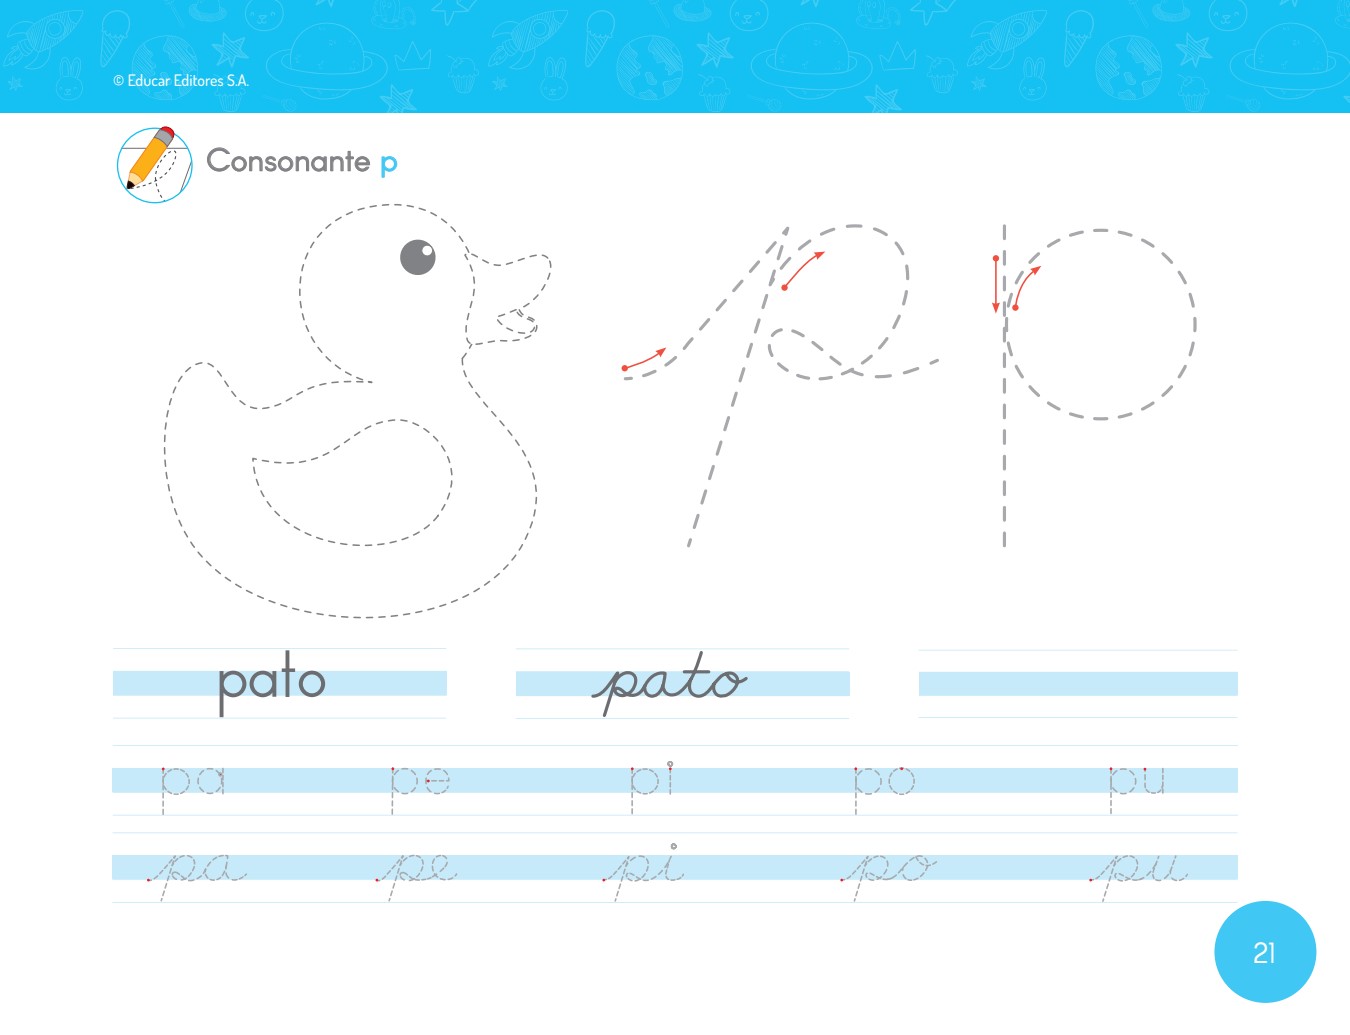 © Educar Editores S.A.
Consonante p
p p
pato pato
pa pe pi po pu
pa pe pi po pu
21